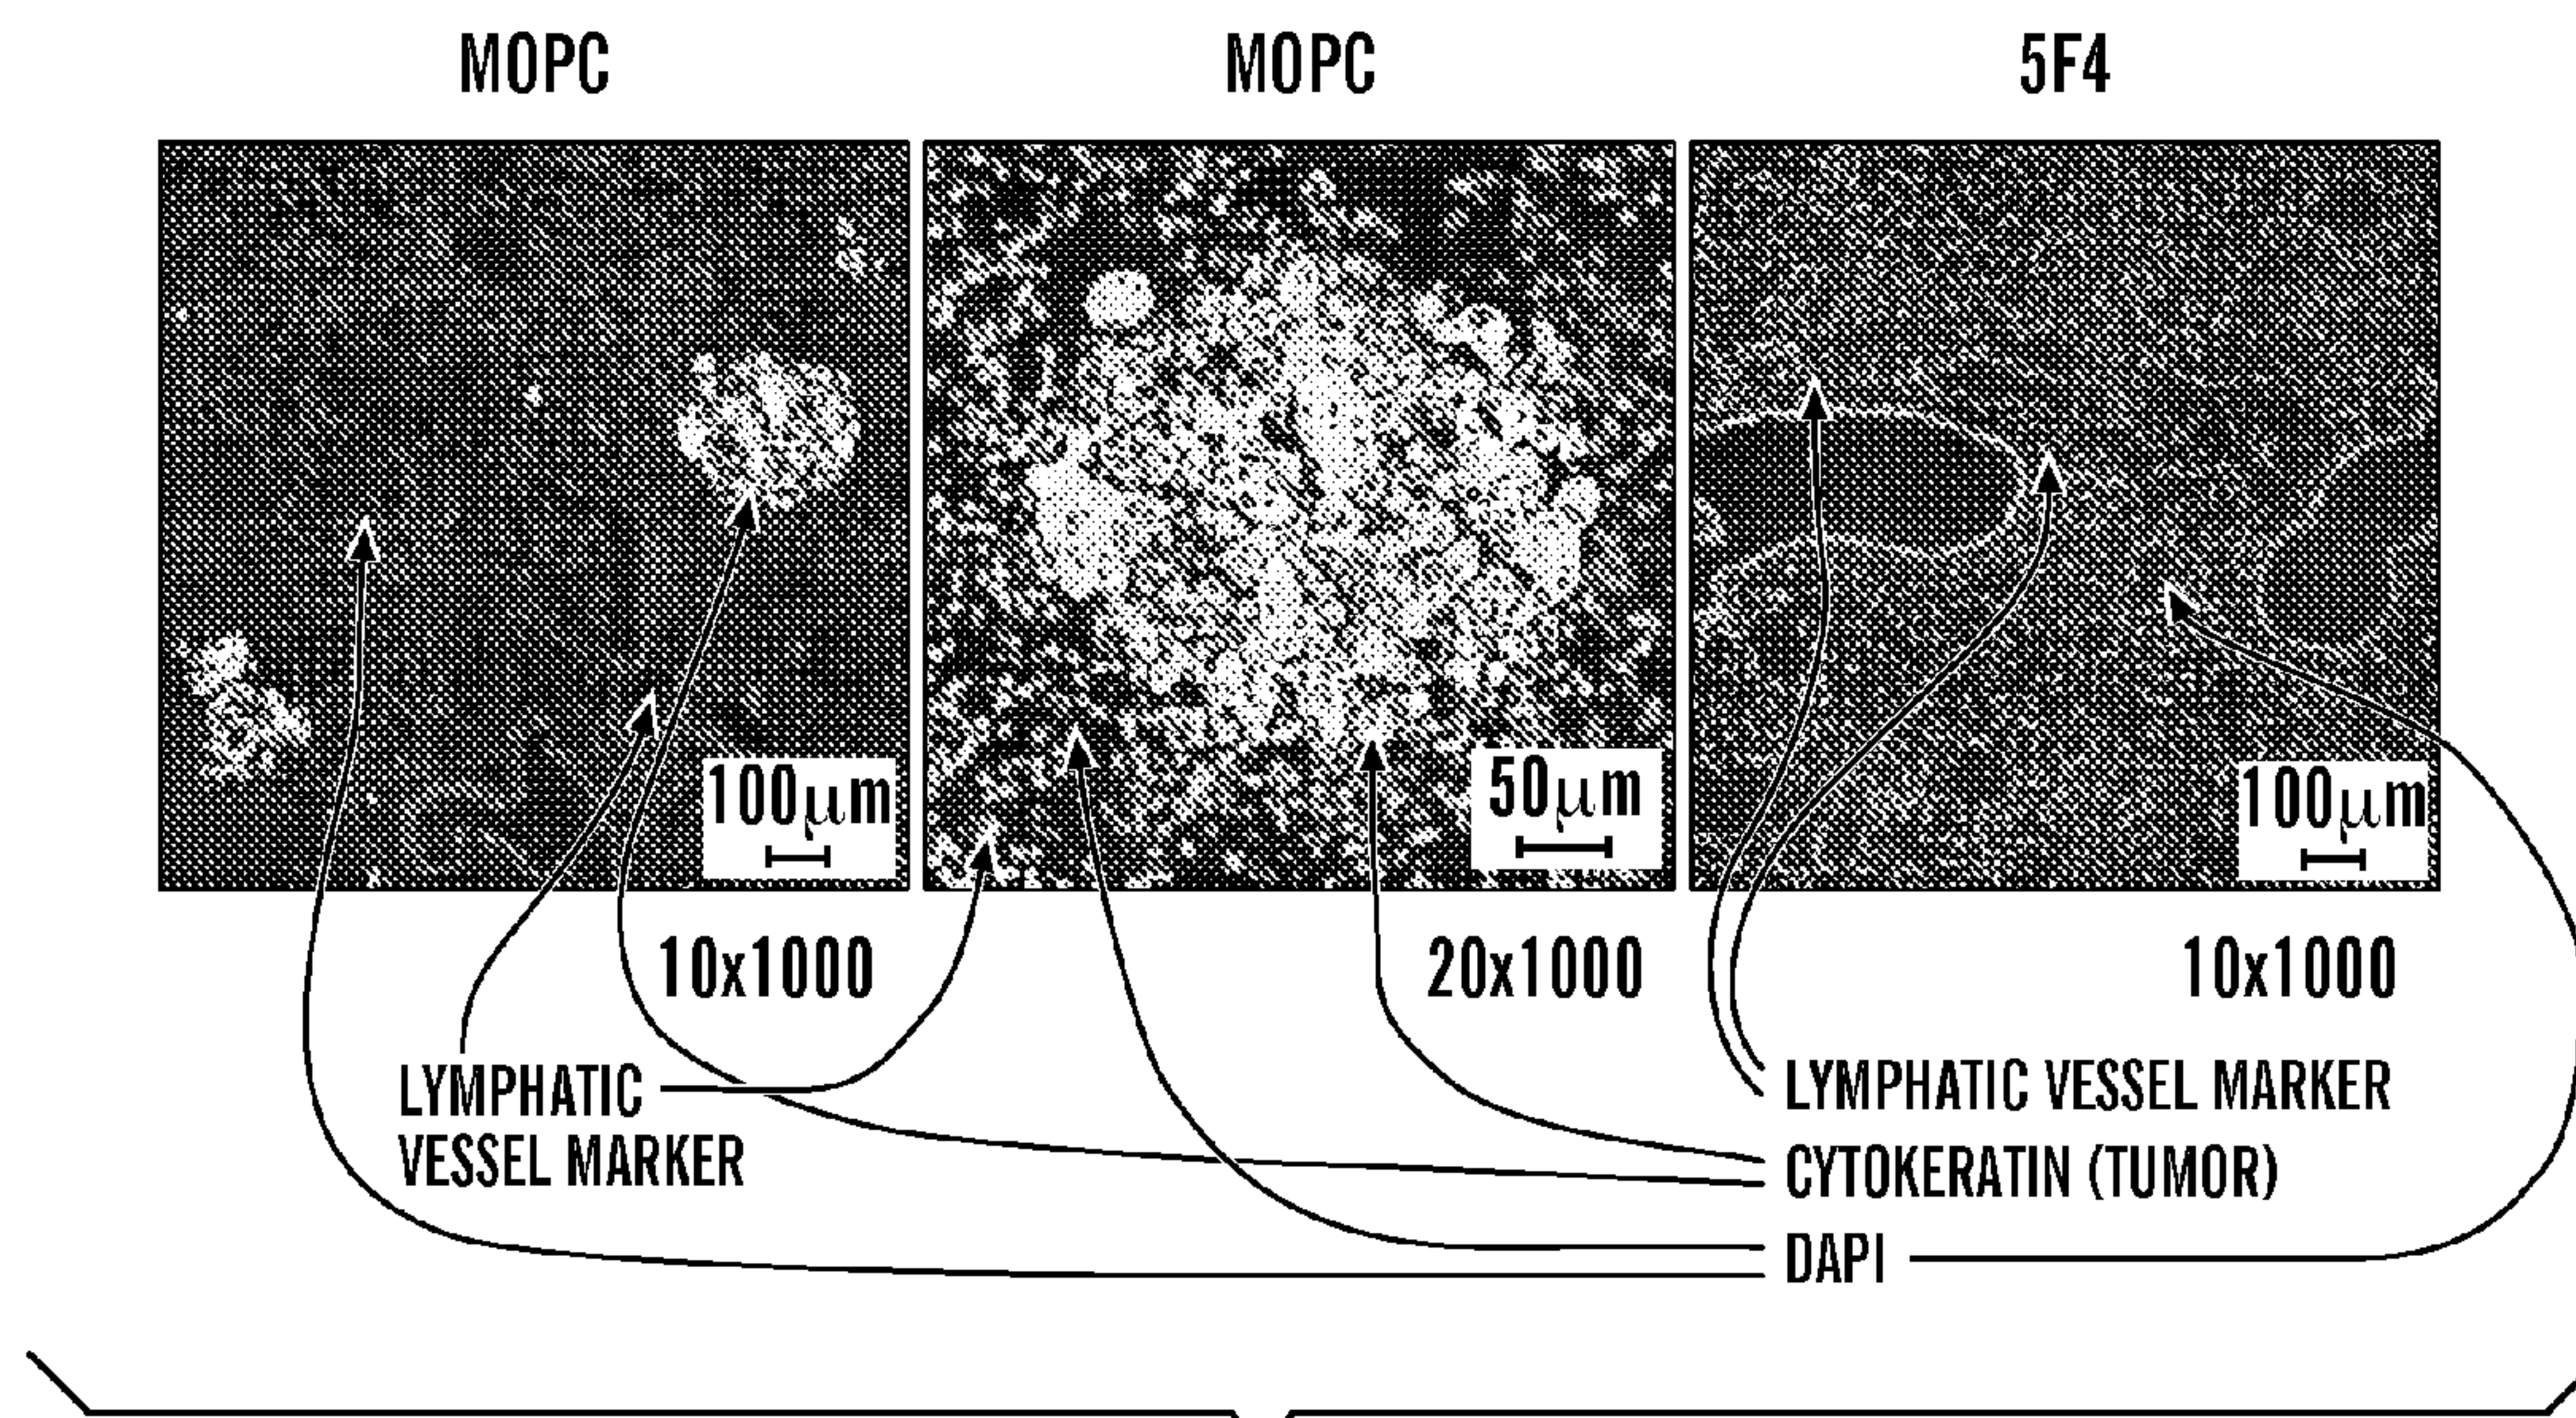 MOPC
MOPC
5F4
100μm
50μm
100μm
10x1000
20x1000
10x1000
LYMPHATIC
VESSEL MARKER
LYMPHATIC VESSEL MARKER
CYTOKERATIN (TUMOR)
DAPI